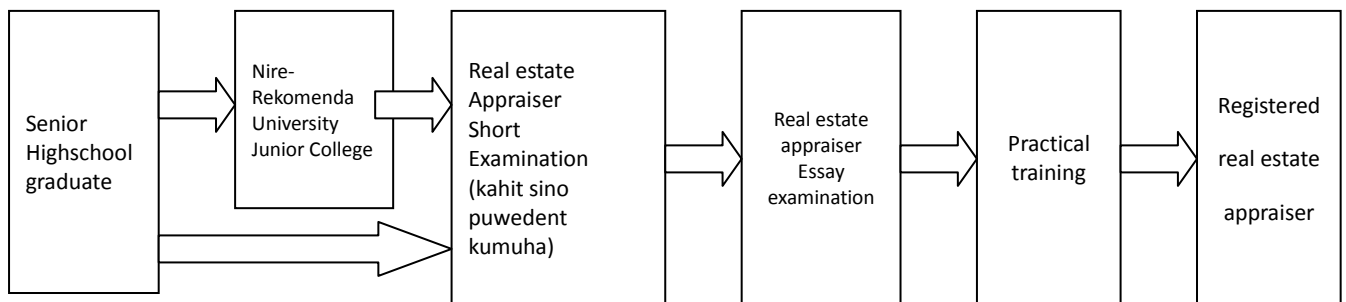 Senior
Highschool
graduate
Nire-
Rekomenda
University
Junior College
Real estate
Appraiser
Short
Examination
(kahit sino
puwedent
kumuha)
Real estate
appraiser
Essay
examination
Practical
training
Registered
real estate
appraiser